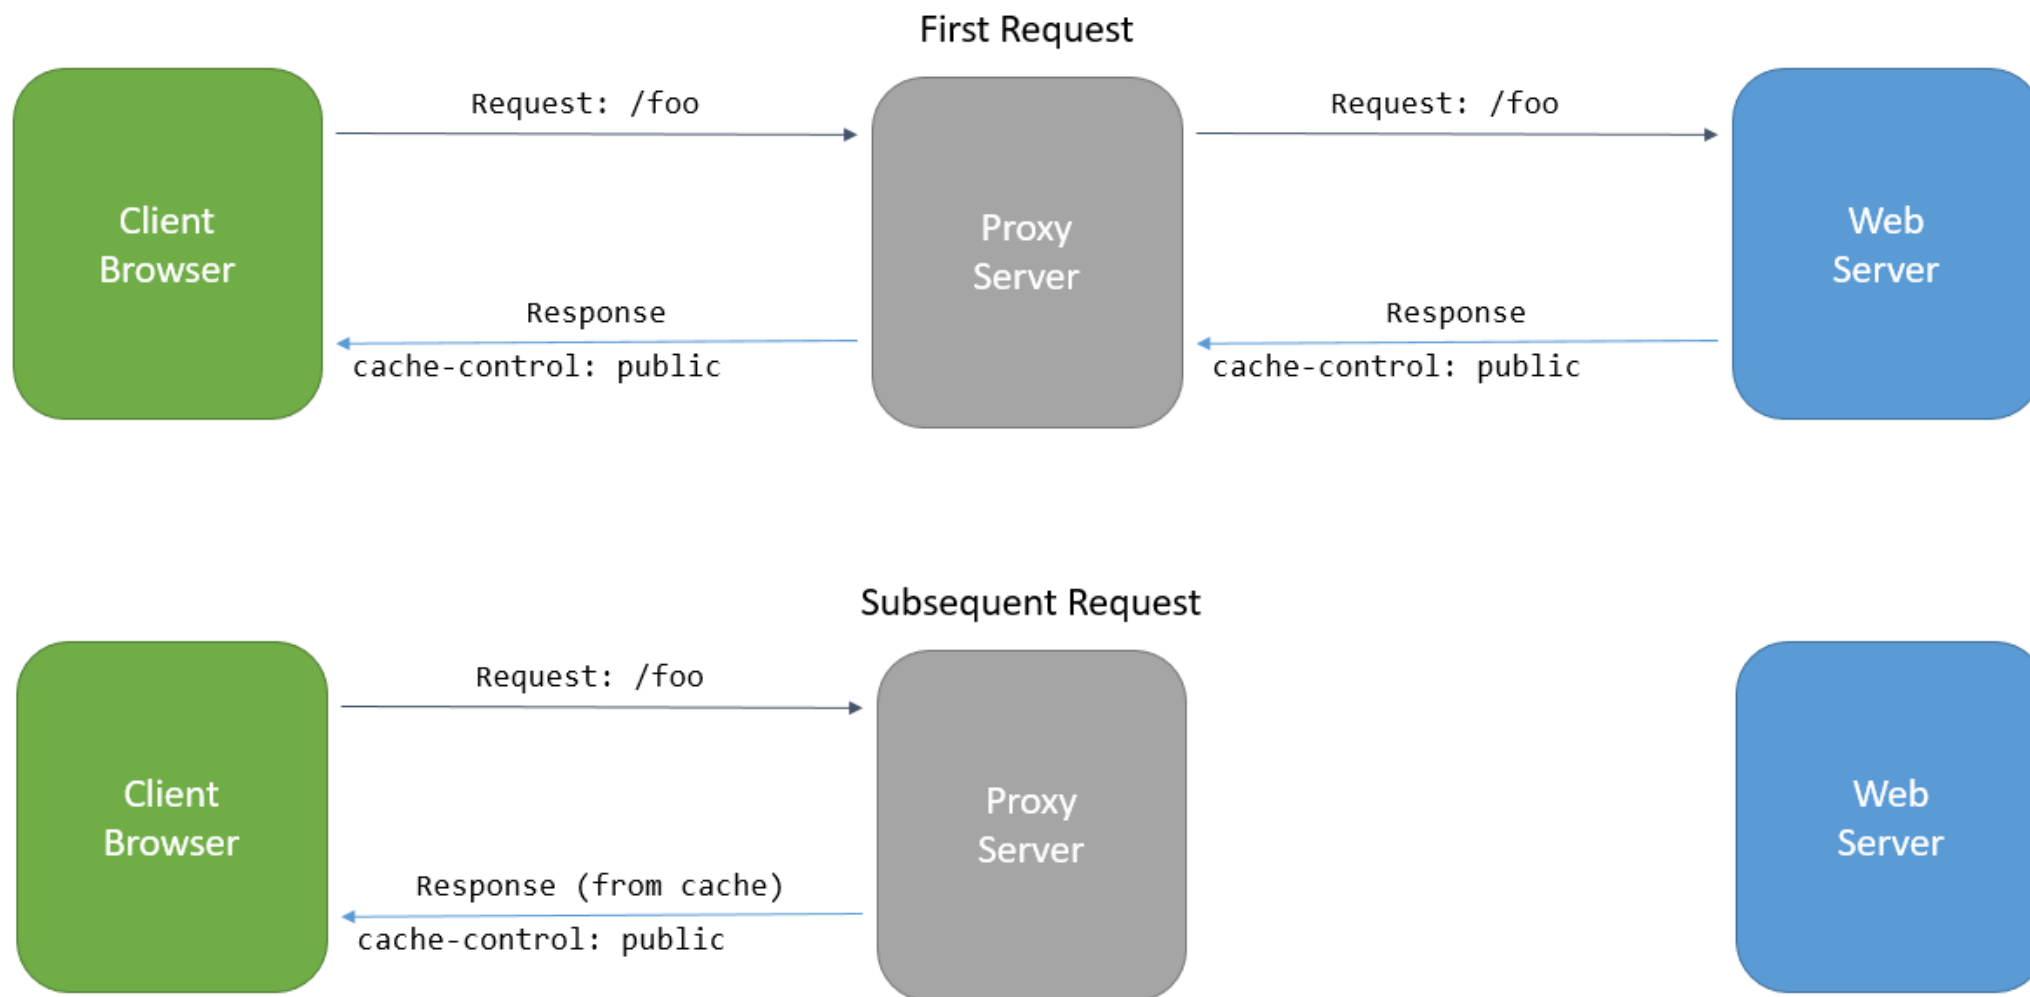 First Request
Request: /foo
Request: /foo
Client
Browser
Proxy
Server
Web
Server
Response
cache-control: public
Response
cache-control: public
Subsequent Request
Request: /foo
Client
Browser
Proxy
Server
Web
Server
Response (from cache)
cache-control: public